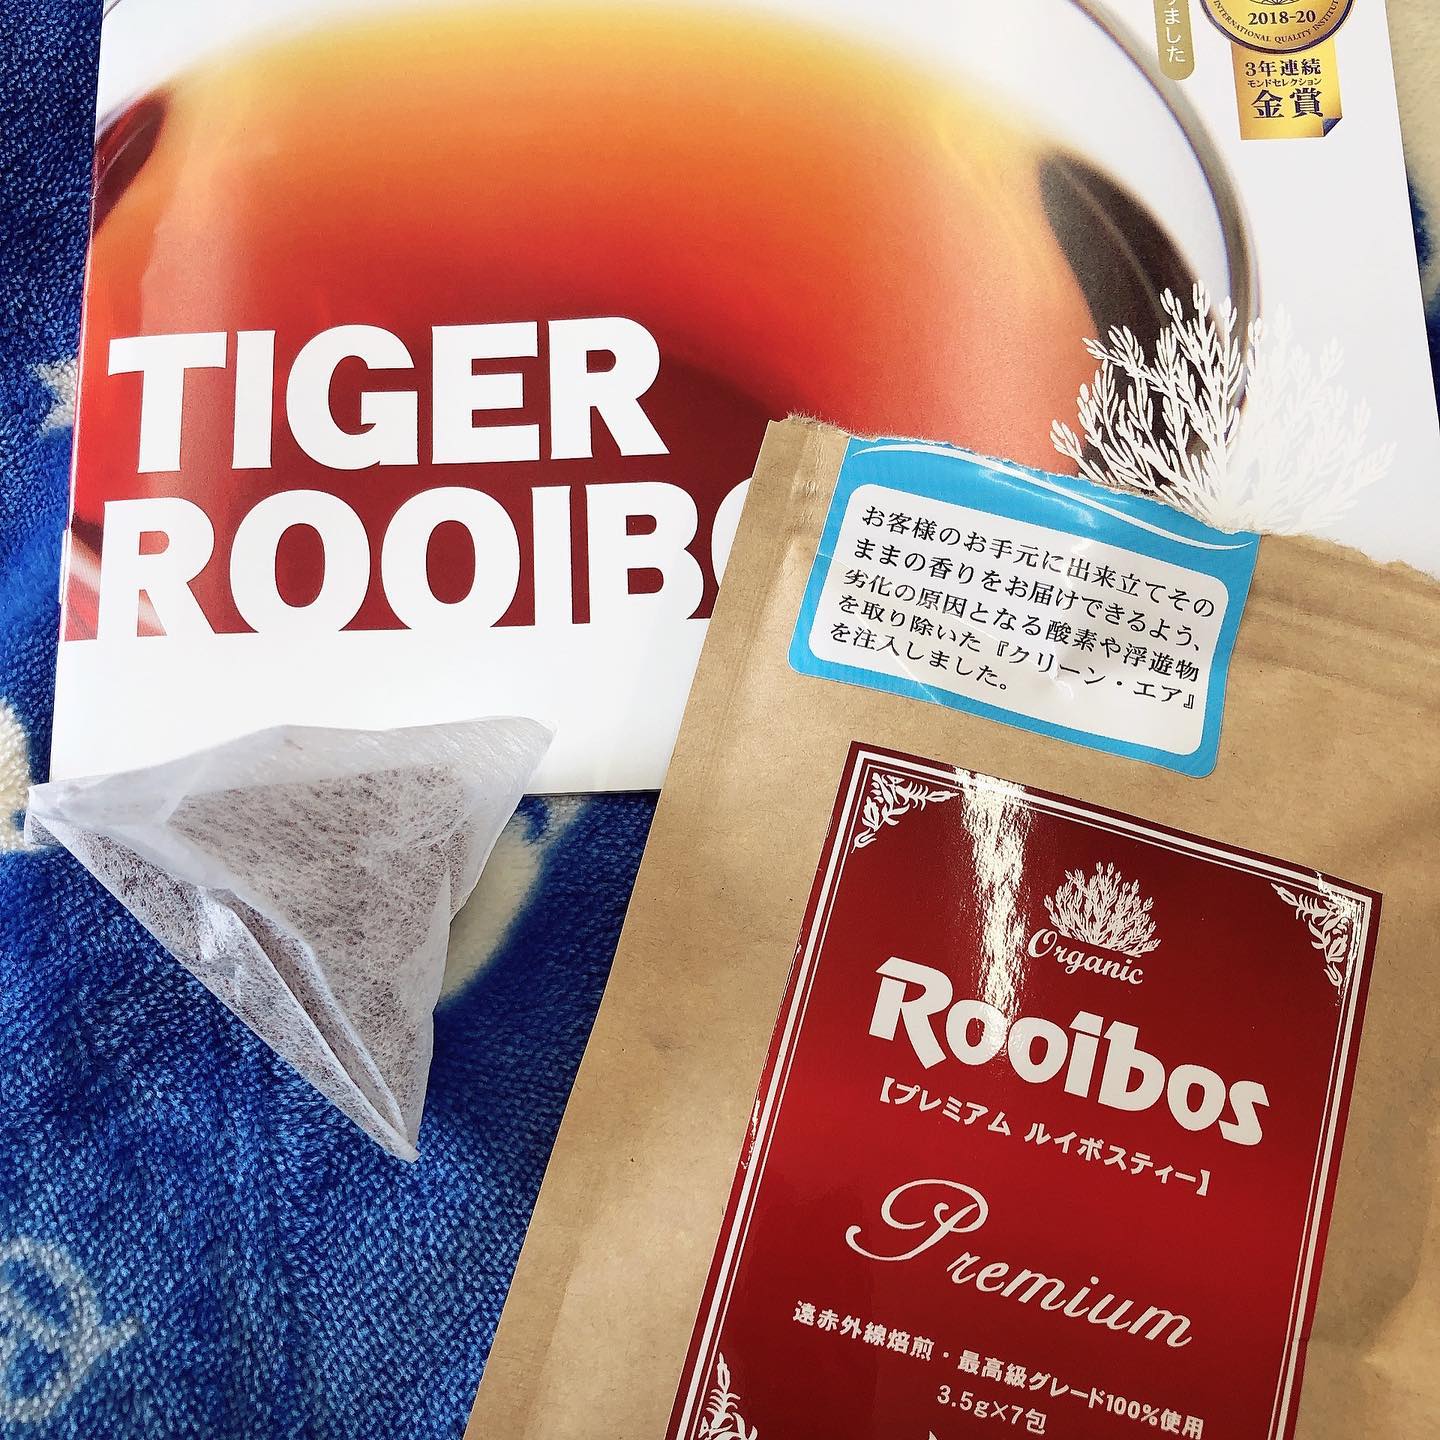 りました
2018-20
INTERNATIONAL QUALITY INSTITUTE
3年連続
モンドセレクション
金賞
TIGER
ROOIBO
お客様のお手元に出来立てその
ままの香りをお届けできるよう、
劣化の原因となる酸素や浮遊物
を取り除いた『クリーン・エア』
を注入しました。
Organic
Rooibos
【プレミアム ルイボスティー】
Premium
遠赤外線焙煎・最高級グレード100%使用
3.5g×7包